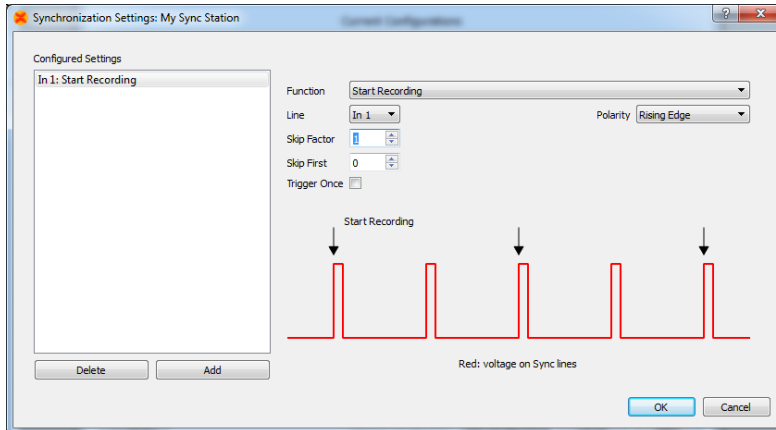 Synchronization Settings: My Sync Station
Current Configurations
Configured Settings
In 1: Start Recording
Function Start Recording
Line In 1 Polarity Rising Edge
Skip Factor 1
Skip First 0
Trigger Once
Start Recording
Red: voltage on Sync lines
Delete Add
OK Cancel